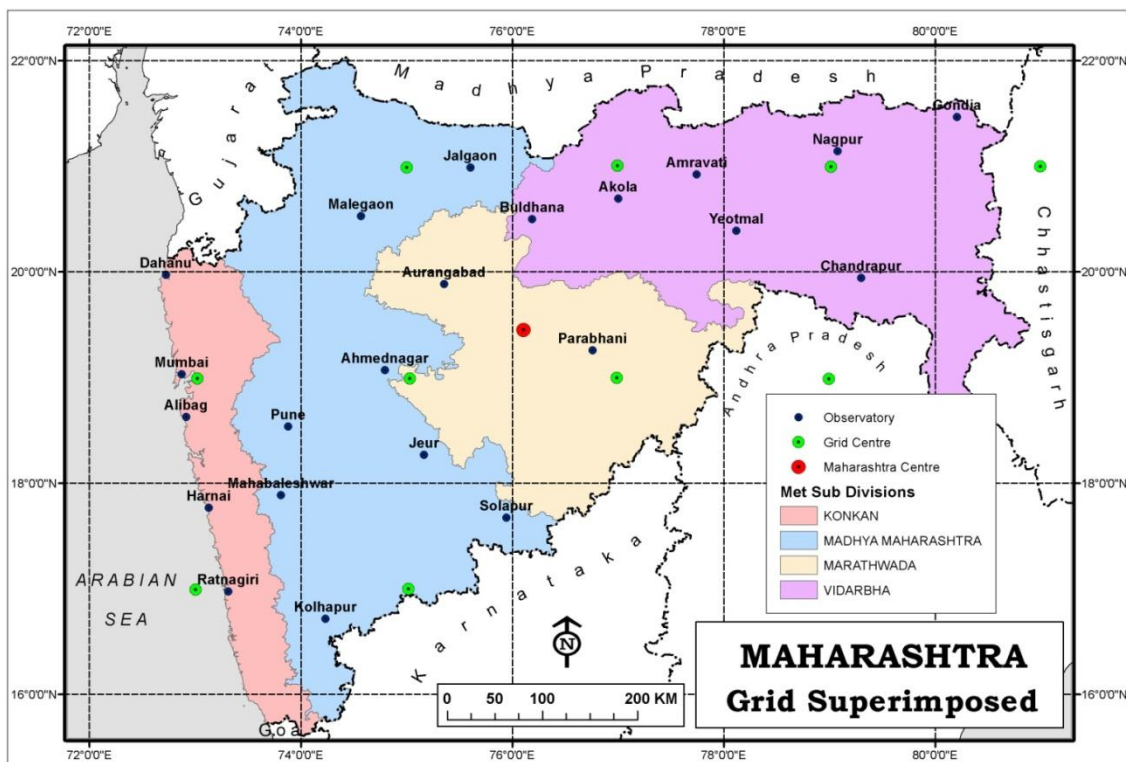 72°0'0"E 74°0'0"E 76°0'0"E 78°0'0"E 80°0'0"E
22°0'0"N 22°0'0"N
Madhya Pradesh
Gujarat
Gondia
Nagpur
Jalgaon
Amravati
Akola
Malegaon
Buldhana
Yeotmal
Chhastisgarh
Dahanu
Chandrapur
20°0'0"N 20°0'0"N
Aurangabad
Parabhani
Andhra Pradesh
Mumbai
Ahmednagar
Alibag
Pune
Jeur
Mahabaleshwar
Harnai
Solapur
18°0'0"N 18°0'0"N
Observatory
Grid Centre
Maharashtra Centre
Met Sub Divisions
KONKAN
MADHYA MAHARASHTRA
MARATHWADA
VIDARBHA
ARABIAN
SEA
Ratnagiri
Kolhapur
Karnataka
N
MAHARASHTRA
Grid Superimposed
0 50 100 200 KM
16°0'0"N 16°0'0"N
Goa
72°0'0"E 74°0'0"E 76°0'0"E 78°0'0"E 80°0'0"E